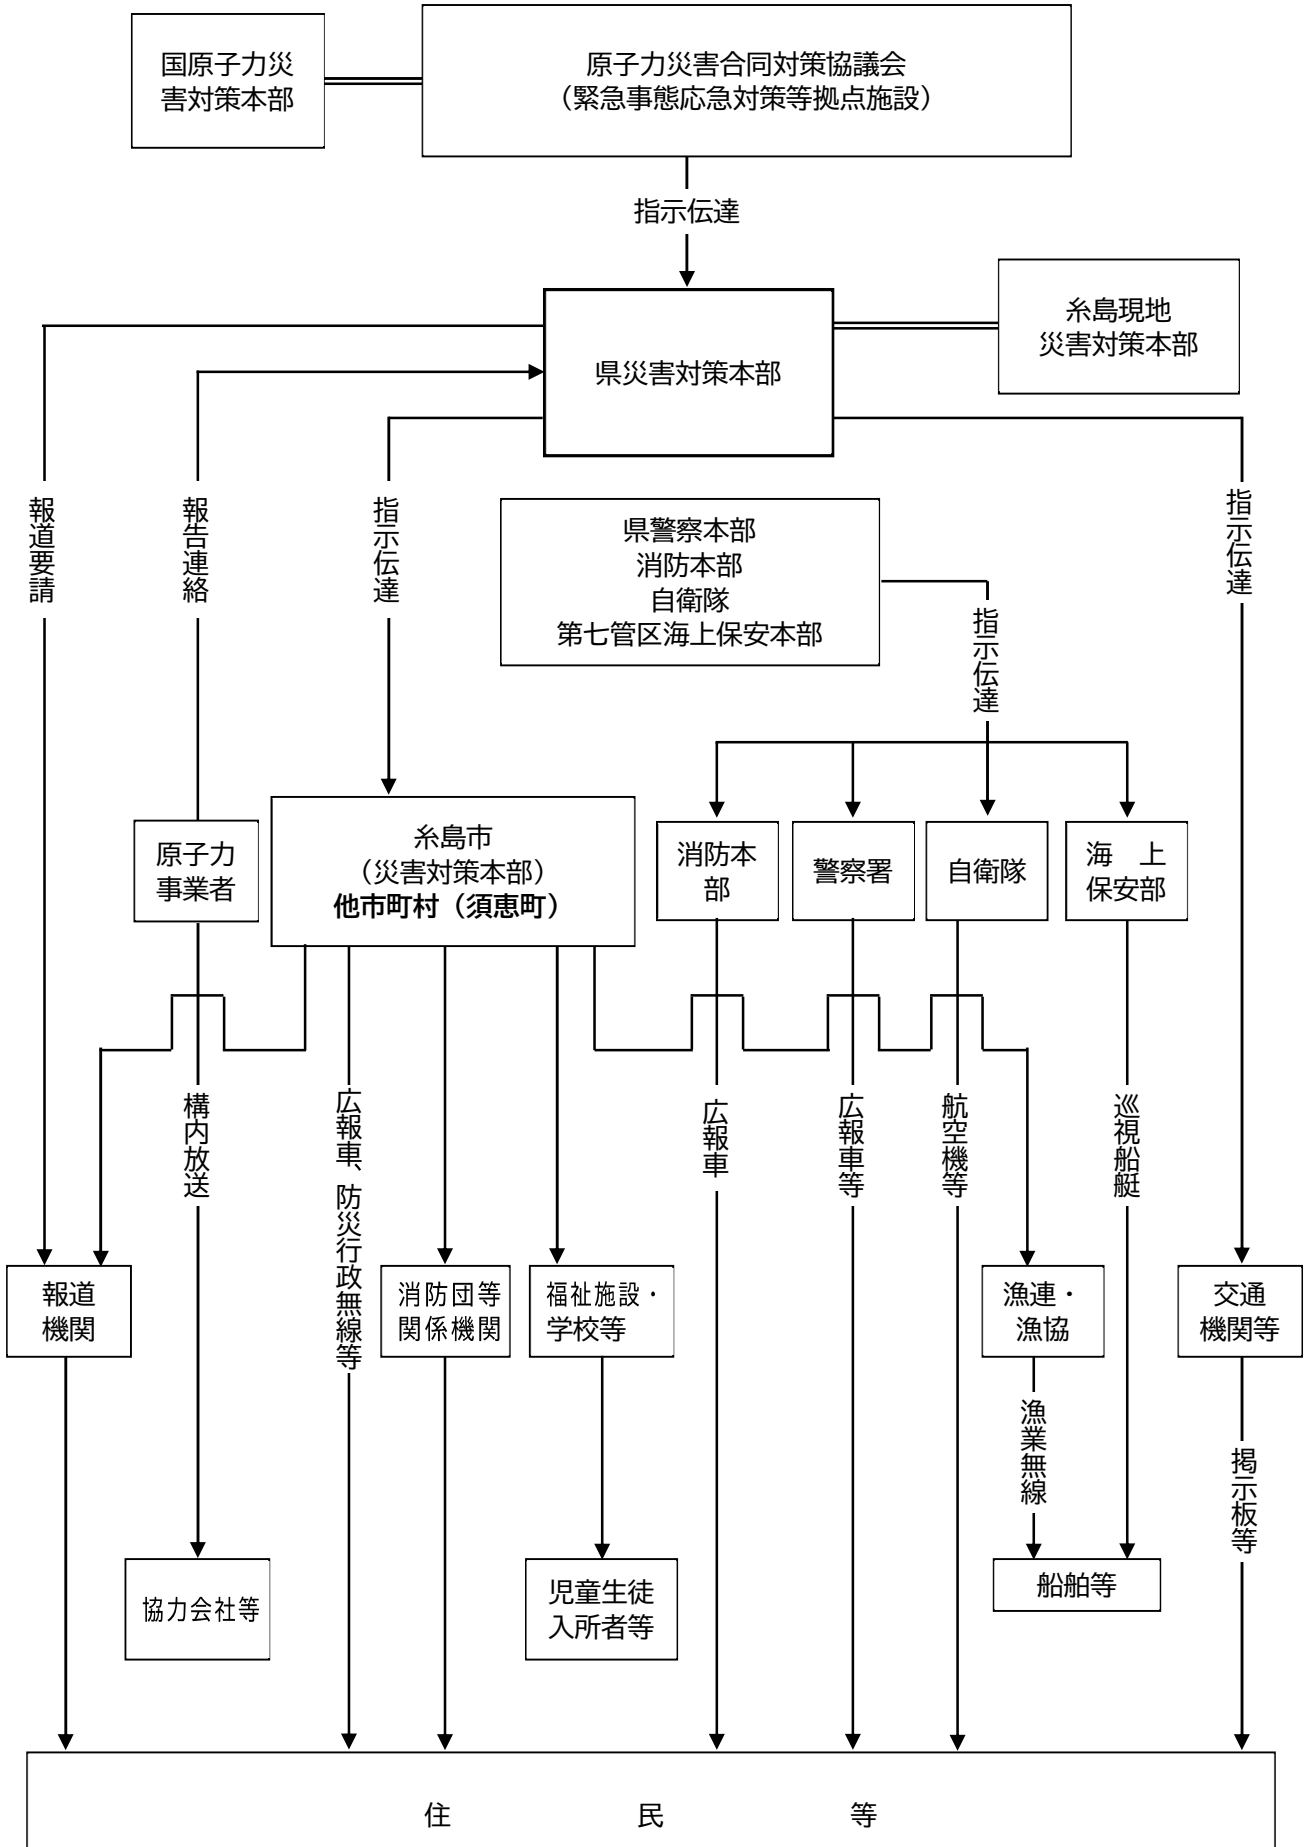 国原子力災
害対策本部
原子力災害合同対策協議会
（緊急事態応急対策等拠点施設）
指示伝達
糸島現地
災害対策本部
県災害対策本部
報道要請
報告連絡
指示伝達
指示伝達
県警察本部
消防本部
自衛隊
第七管区海上保安本部
指示伝達
原子力
事業者
糸島市
（災害対策本部）
他市町村（須恵町）
消防本
部
警察署
自衛隊
海　上
保安部
構内放送
広報車、防災行政無線等
広報車
広報車等
航空機等
巡視船艇
報道
機関
消防団等
関係機関
福祉施設・
学校等
漁連・
漁協
交通
機関等
漁業無線
掲示板等
協力会社等
児童生徒
入所者等
船舶等
住　民　等